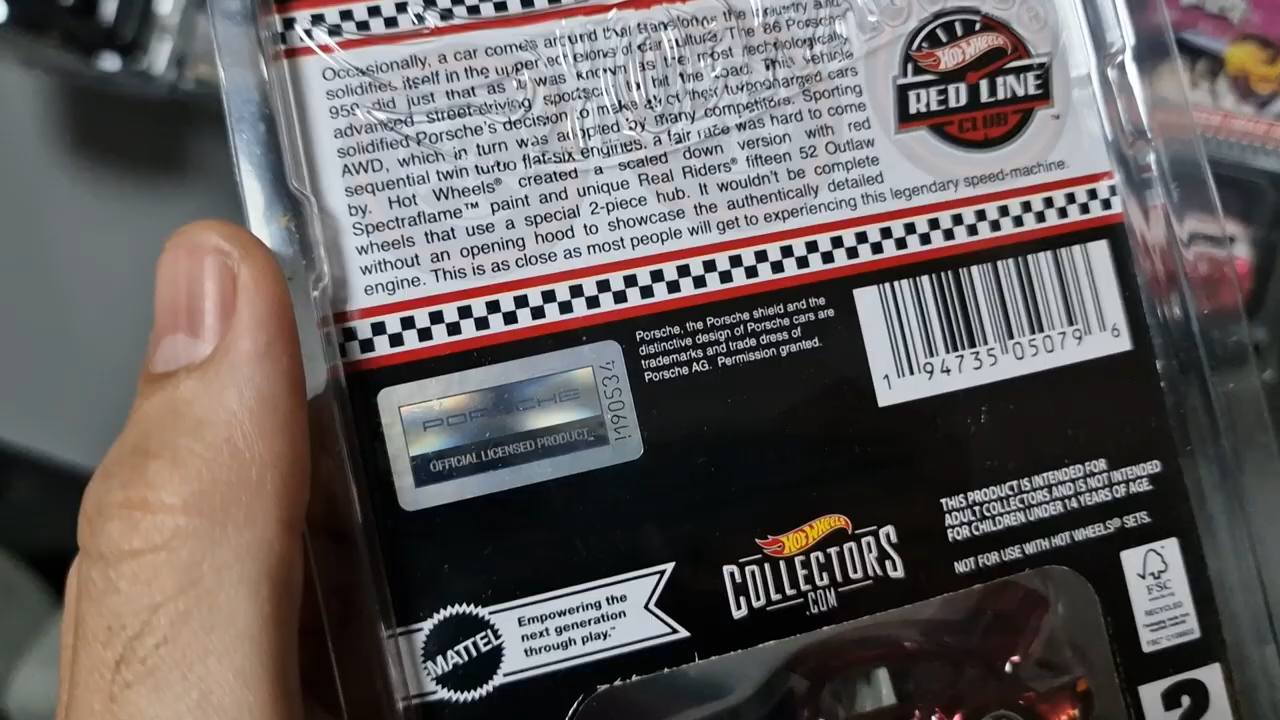 Occasionally, a car comes around that transforms the industry and
solidifies itself in the upper echelons of car culture. The '86 Porsche
959 did just that as it was known as the most technologically
advanced street-driving sportscar to hit the road. This vehicle
solidified Porsche's decision to make all of their turbocharged cars
AWD, which in turn was adopted by many competitors. Sporting
sequential twin turbo flat-six engines, a fair race was hard to come
by. Hot Wheels® created a scaled down version with red
Spectraflame™ paint and unique Real Riders® fifteen 52 Outlaw
wheels that use a special 2-piece hub. It wouldn't be complete
without an opening hood to showcase the authentically detailed
engine. This is as close as most people will get to experiencing this legendary speed-machine.
HOT WHEELS
RED LINE
CLUB™
Porsche, the Porsche shield and the
distinctive design of Porsche cars are
trademarks and trade dress of
Porsche AG. Permission granted.
1 94735 05079 6
PORSCHE
OFFICIAL LICENSED PRODUCT
i190534
THIS PRODUCT IS INTENDED FOR
ADULT COLLECTORS AND IS NOT INTENDED
FOR CHILDREN UNDER 14 YEARS OF AGE.
NOT FOR USE WITH HOT WHEELS® SETS.
HOT WHEELS
COLLECTORS
.COM
MATTEL
Empowering the
next generation
through play.™
FSC
RECYCLED
2